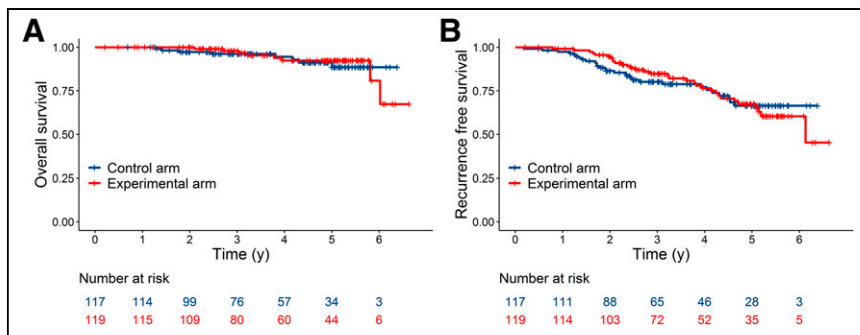 A
Overall survival
1.00
0.75
0.50
0.25
0.00
Control arm
Experimental arm
0 1 2 3 4 5 6
Time (y)
Number at risk
117 114 99 76 57 34 3
119 115 109 80 60 44 6
B
Recurrence free survival
1.00
0.75
0.50
0.25
0.00
Control arm
Experimental arm
0 1 2 3 4 5 6
Time (y)
Number at risk
117 111 88 65 46 28 3
119 114 103 72 52 35 5